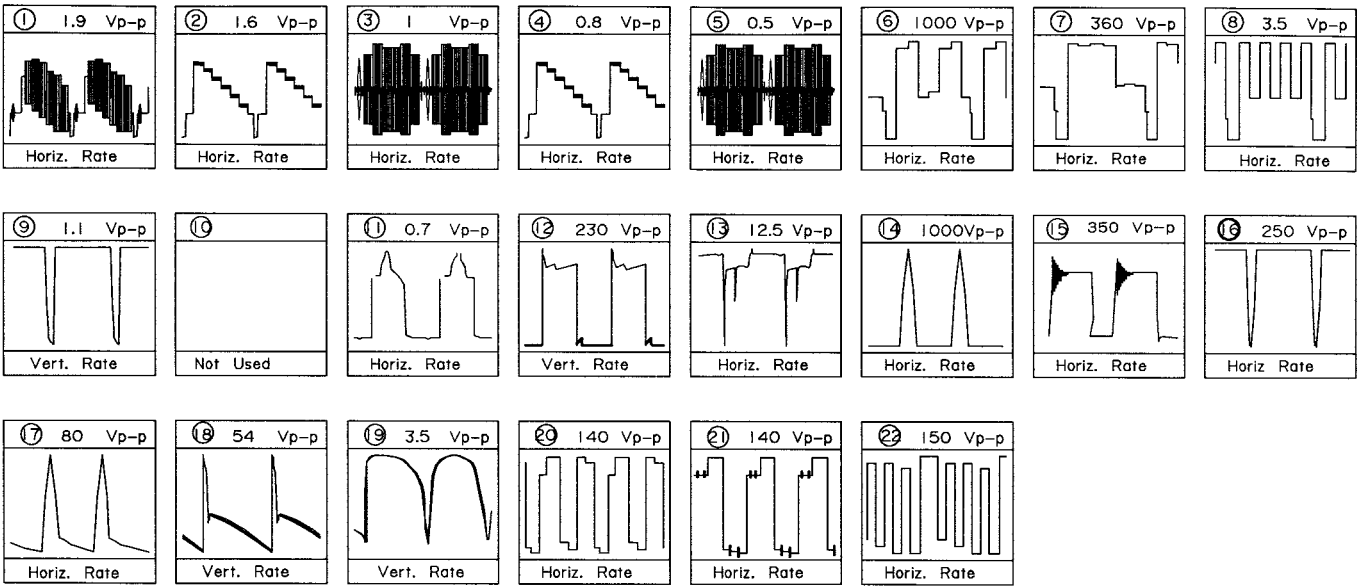 ① 1.9 Vp-p
Horiz. Rate
② 1.6 Vp-p
Horiz. Rate
③ 1 Vp-p
Horiz. Rate
④ 0.8 Vp-p
Horiz. Rate
⑤ 0.5 Vp-p
Horiz. Rate
⑥ 1000 Vp-p
Horiz. Rate
⑦ 360 Vp-p
Horiz. Rate
⑧ 3.5 Vp-p
Horiz. Rate
⑨ 1.1 Vp-p
Vert. Rate
⑩
Not Used
⑪ 0.7 Vp-p
Horiz. Rate
⑫ 230 Vp-p
Vert. Rate
⑬ 12.5 Vp-p
Horiz. Rate
⑭ 1000Vp-p
Horiz. Rate
⑮ 350 Vp-p
Horiz. Rate
⑯ 250 Vp-p
Horiz Rate
⑰ 80 Vp-p
Horiz. Rate
⑱ 54 Vp-p
Vert. Rate
⑲ 3.5 Vp-p
Vert. Rate
⑳ 140 Vp-p
Horiz. Rate
㉑ 140 Vp-p
Horiz. Rate
㉒ 150 Vp-p
Horiz. Rate